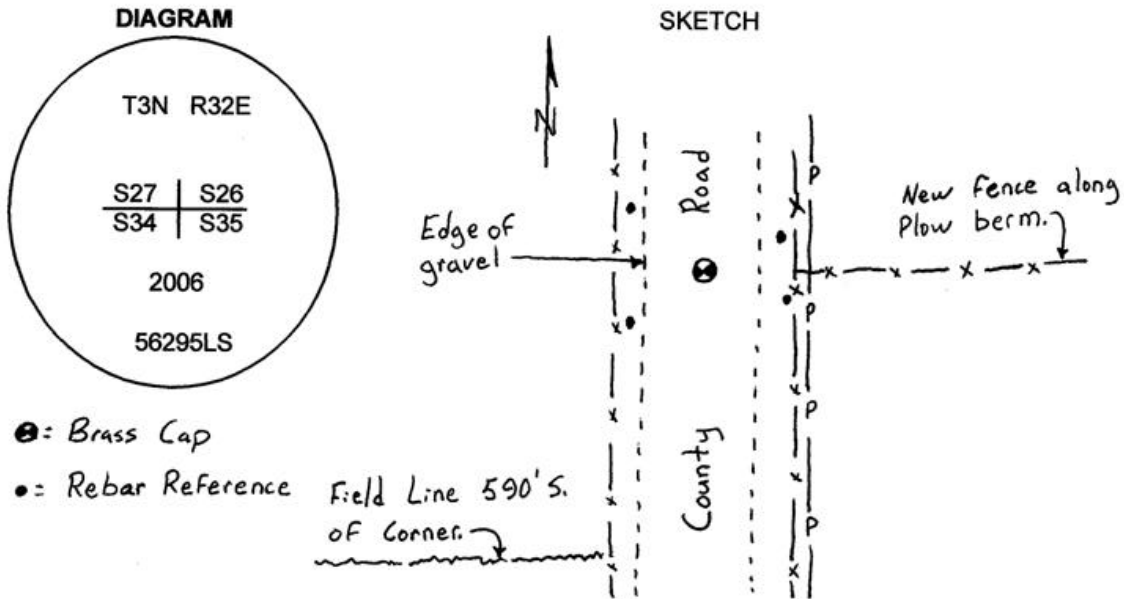 DIAGRAM
T3N R32E
S27 S26
S34 S35
2006
56295LS
= Brass Cap
= Rebar Reference
SKETCH
N
Road
County
Edge of
gravel
New Fence along
Plow berm.
Field Line 590'S.
of Corner.
P
P
P
P